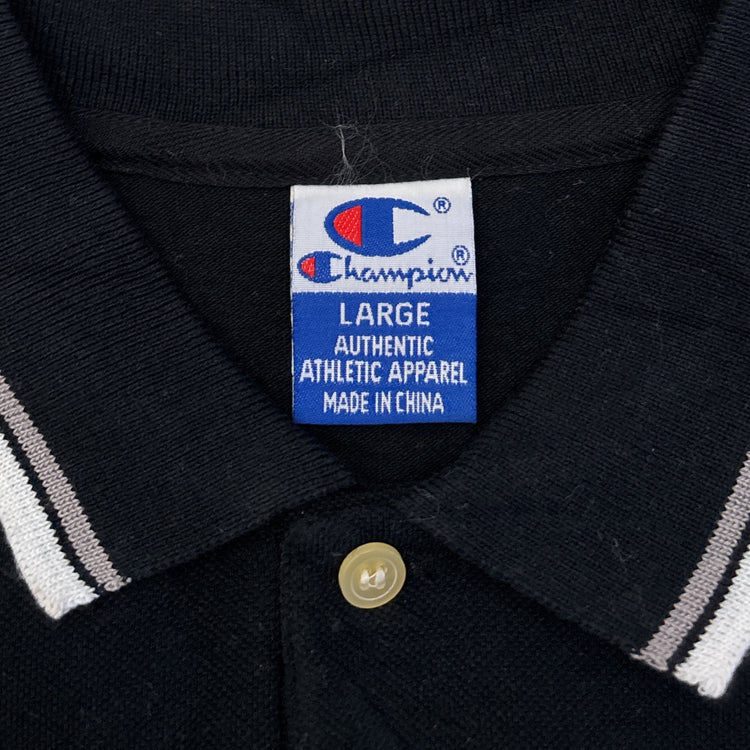 C®
Champion®
LARGE
AUTHENTIC
ATHLETIC APPAREL
MADE IN CHINA